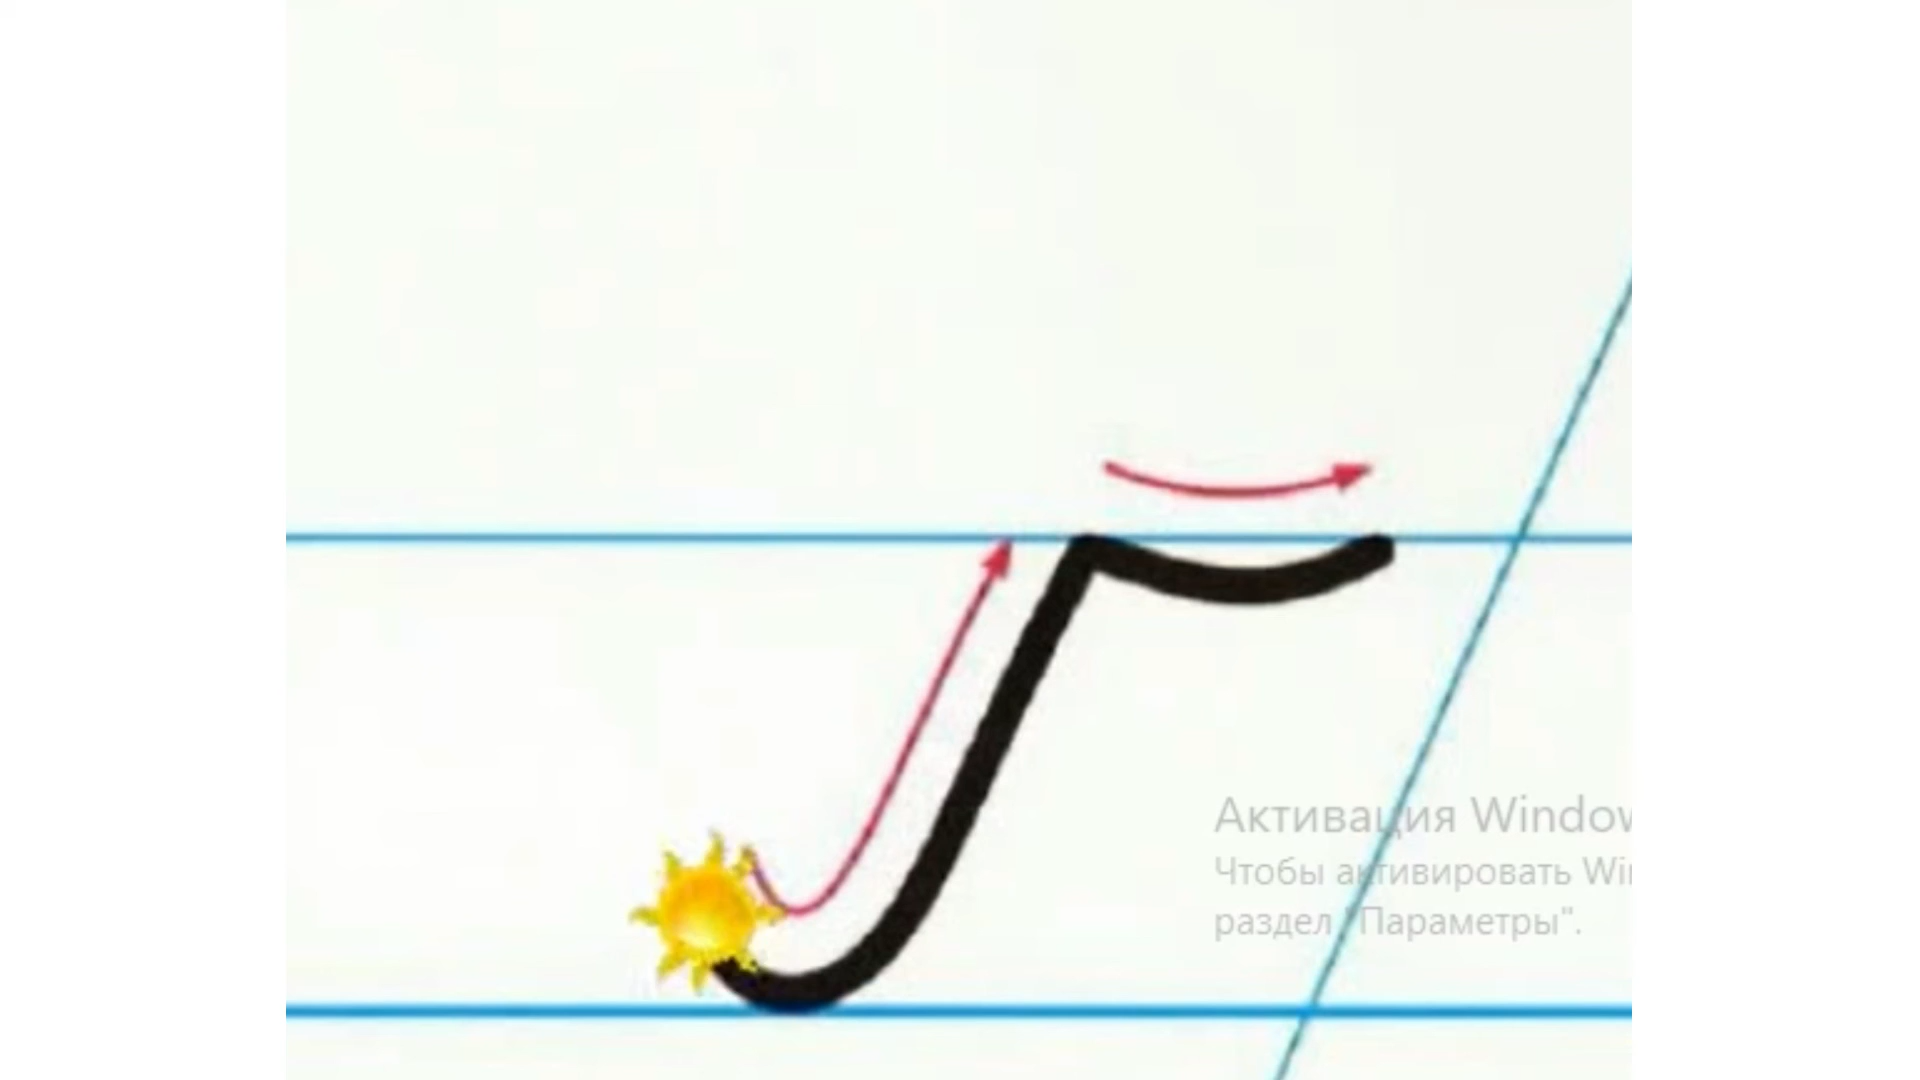 Активация Window
Чтобы активировать Wi
раздел "Параметры".